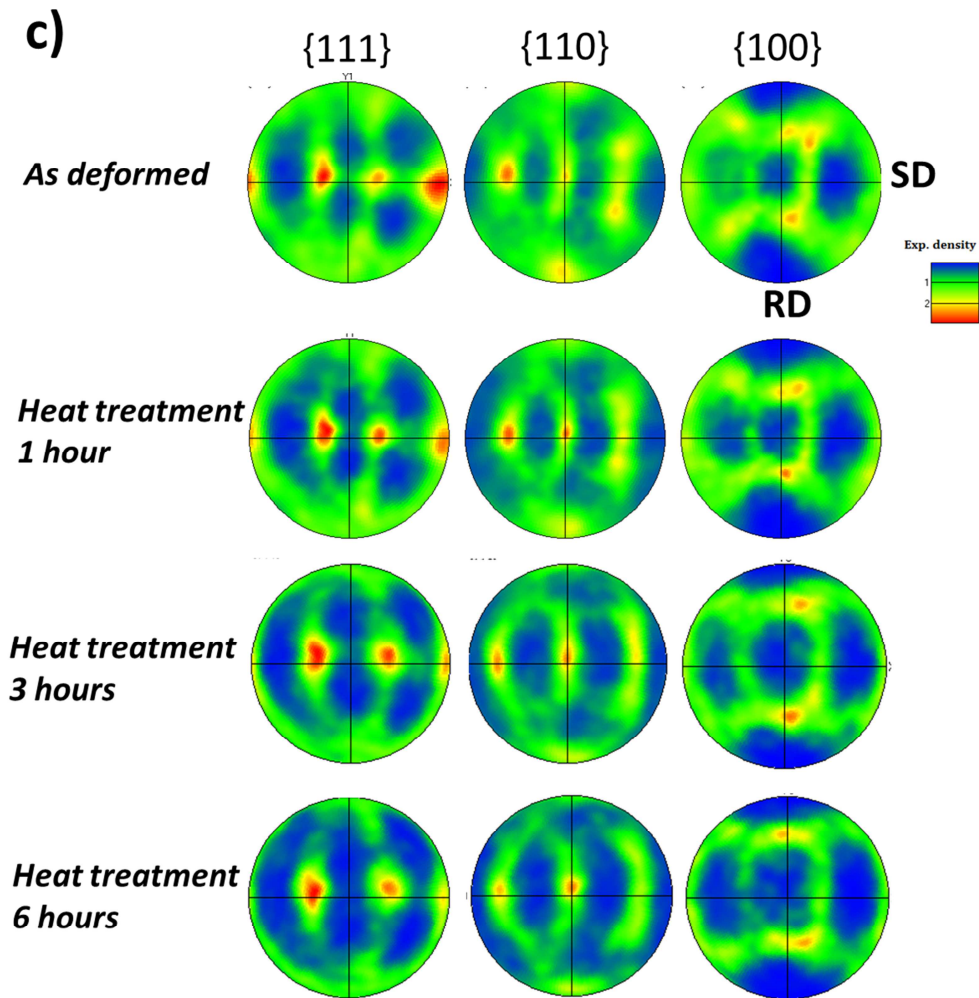 c)
{111} {110} {100}
Y1
As deformed
SD
Exp. density
1
2
RD
Heat treatment
1 hour
Heat treatment
3 hours
Heat treatment
6 hours